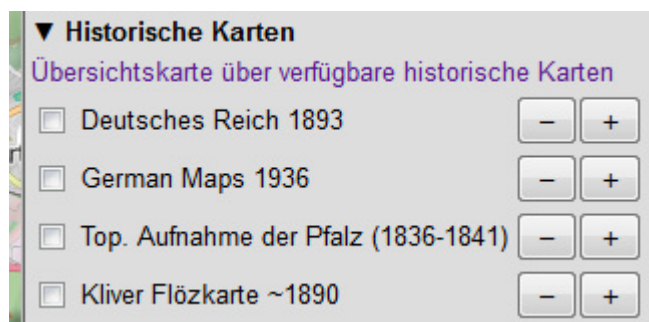 ▼ Historische Karten
Übersichtskarte über verfügbare historische Karten
Deutsches Reich 1893 − +
German Maps 1936 − +
Top. Aufnahme der Pfalz (1836-1841) − +
Kliver Flözkarte ~1890 − +